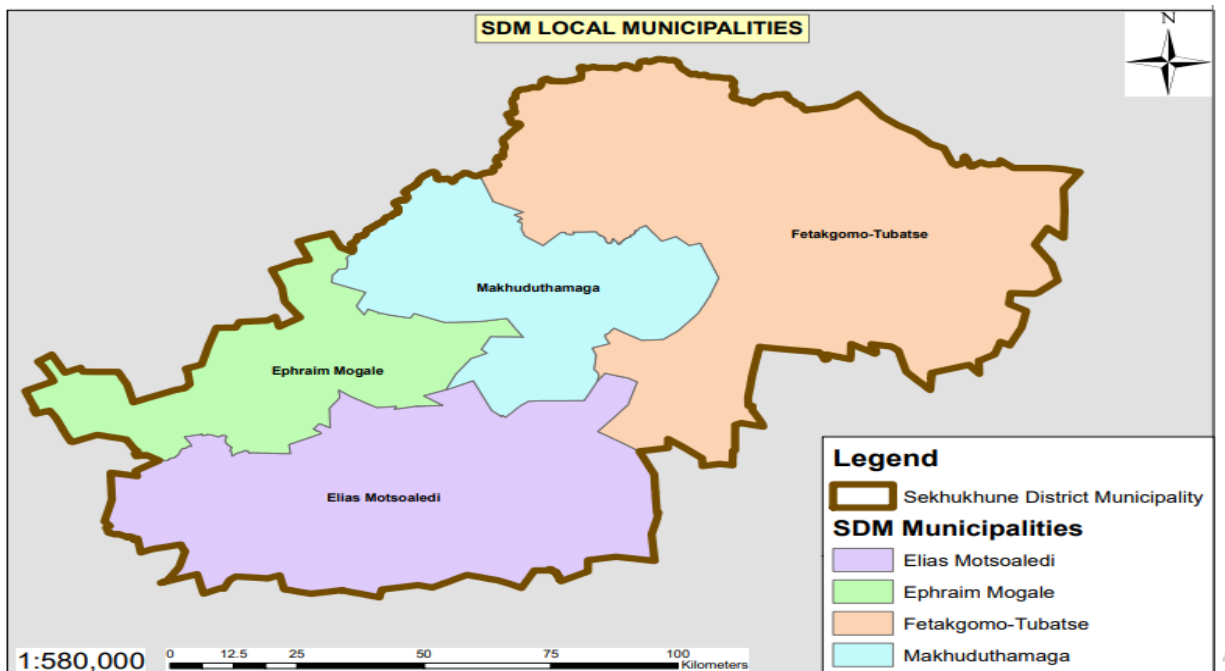 SDM LOCAL MUNICIPALITIES
N
Fetakgomo-Tubatse
Makhuduthamaga
Ephraim Mogale
Elias Motsoaledi
Legend
Sekhukhune District Municipality
SDM Municipalities
Elias Motsoaledi
Ephraim Mogale
Fetakgomo-Tubatse
Makhuduthamaga
1:580,000
0 12.5 25 50 75 100
Kilometers